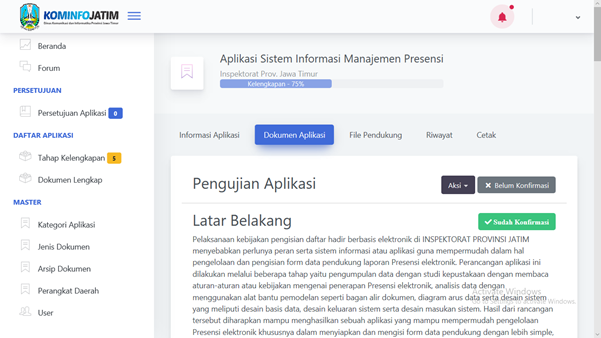 KOMINFOJATIM
Dinas Komunikasi dan Informatika Provinsi Jawa Timur
Beranda
Forum
PERSETUJUAN
Persetujuan Aplikasi 0
DAFTAR APLIKASI
Tahap Kelengkapan 5
Dokumen Lengkap
MASTER
Kategori Aplikasi
Jenis Dokumen
Arsip Dokumen
Perangkat Daerah
User
Aplikasi Sistem Informasi Manajemen Presensi
Inspektorat Prov. Jawa Timur
Kelengkapan - 75%
Informasi Aplikasi Dokumen Aplikasi File Pendukung Riwayat Cetak
Pengujian Aplikasi Aksi Belum Konfirmasi
Latar Belakang Sudah Konfirmasi
Pelaksanaan kebijakan pengisian daftar hadir berbasis elektronik di INSPEKTORAT PROVINSI JATIM
menyebabkan perlunya peran serta sistem informasi atau aplikasi guna mempermudah dalam hal
pengelolaan dan pengisian form data pendukung laporan Presensi elektronik. Perancangan aplikasi ini
dilakukan melalui beberapa tahap yaitu pengumpulan data dengan studi kepustakaan dengan membaca
aturan-aturan atau kebijakan mengenai penerapan Presensi elektronik, analisis data dengan
menggunakan alat bantu pemodelan seperti bagan alir dokumen, diagram arus data serta desain sistem
yang meliputi desain basis data, desain keluaran sistem serta desain masukan sistem. Hasil dari rancangan
tersebut diharapkan mampu menghasilkan sebuah aplikasi yang mampu mempermudah pengelolaan
Presensi elektronik khususnya dalam menyiapkan dan mengisi form data pendukung dengan lebih simple,
Activate Windows
Go to Settings to activate Windows.